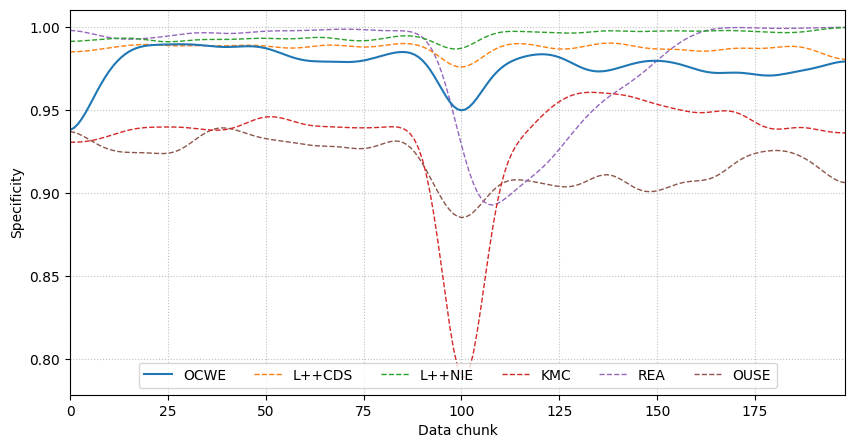 1.00
0.95
0.90
0.85
0.80
Specificity
OCWE L++CDS L++NIE KMC REA OUSE
0 25 50 75 100 125 150 175
Data chunk